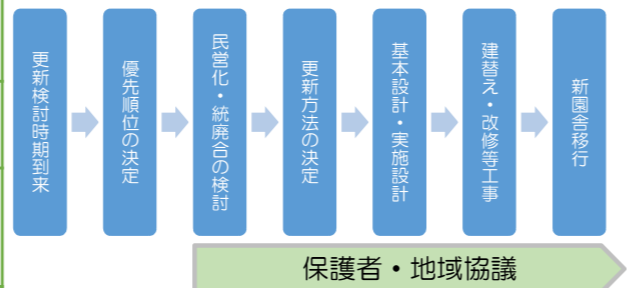 更新検討時期到来
優先順位の決定
民営化・統廃合の検討
更新方法の決定
基本設計・実施設計
建替え・改修等工事
新園舎移行
保護者・地域協議